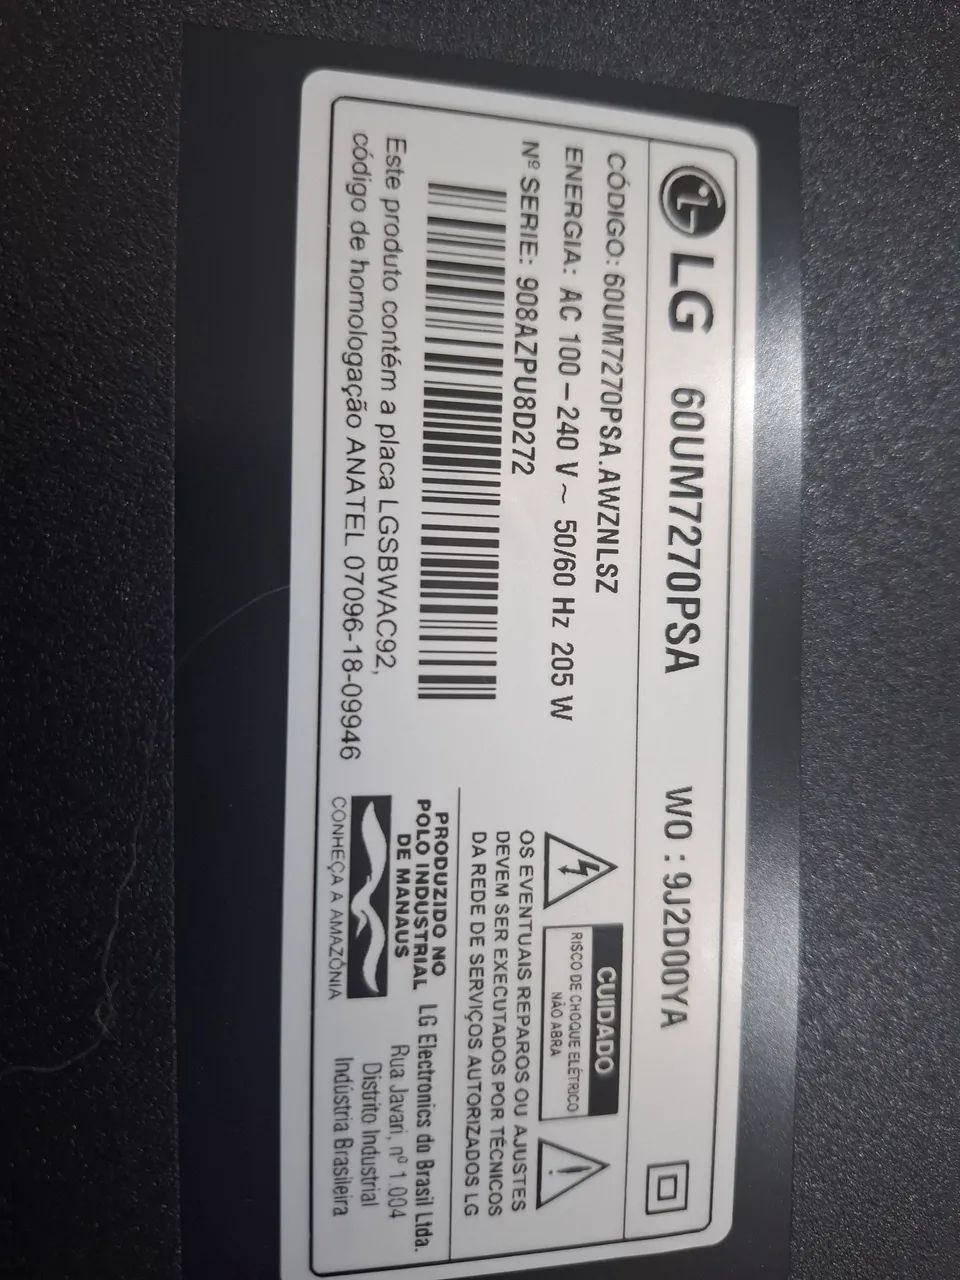 LG 60UM7270PSA WO : 9J2D00YA
CÓDIGO: 60UM7270PSA.AWZNLSZ
ENERGIA: AC 100-240 V~ 50/60 Hz 205 W
Nº SERIE: 908AZPU8D272
Este produto contém a placa LGSBWAC92,
código de homologação ANATEL 07096-18-09946
CUIDADO
RISCO DE CHOQUE ELÉTRICO
NÃO ABRA
OS EVENTUAIS REPAROS OU AJUSTES
DEVEM SER EXECUTADOS POR TÉCNICOS
DA REDE DE SERVIÇOS AUTORIZADOS LG
PRODUZIDO NO
POLO INDUSTRIAL
DE MANAUS
CONHEÇA A AMAZÔNIA
LG Electronics do Brasil Ltda.
Rua Javari, nº 1.004
Distrito Industrial
Indústria Brasileira